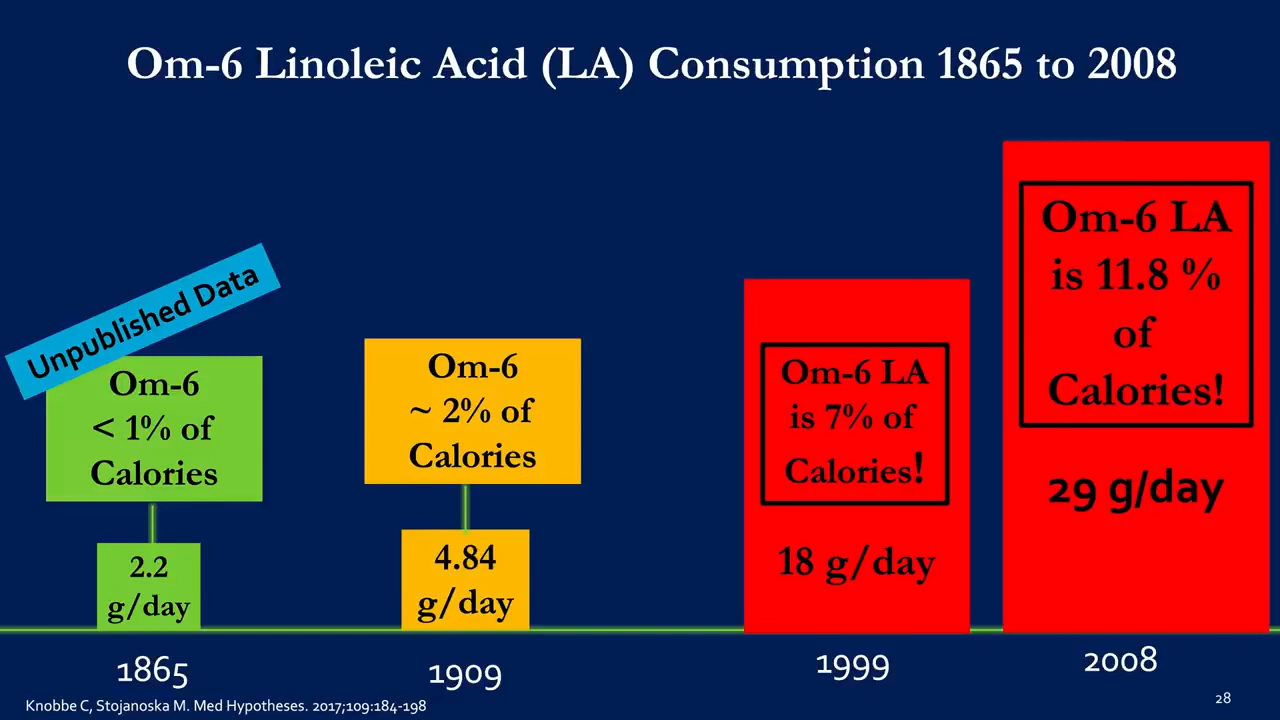 Om-6 Linoleic Acid (LA) Consumption 1865 to 2008
Unpublished Data
Om-6
< 1% of
Calories
2.2
g/day
1865
Om-6
~ 2% of
Calories
4.84
g/day
1909
Om-6 LA
is 7% of
Calories!
18 g/day
1999
Om-6 LA
is 11.8 %
of
Calories!
29 g/day
2008
Knobbe C, Stojanoska M. Med Hypotheses. 2017;109:184-198
28